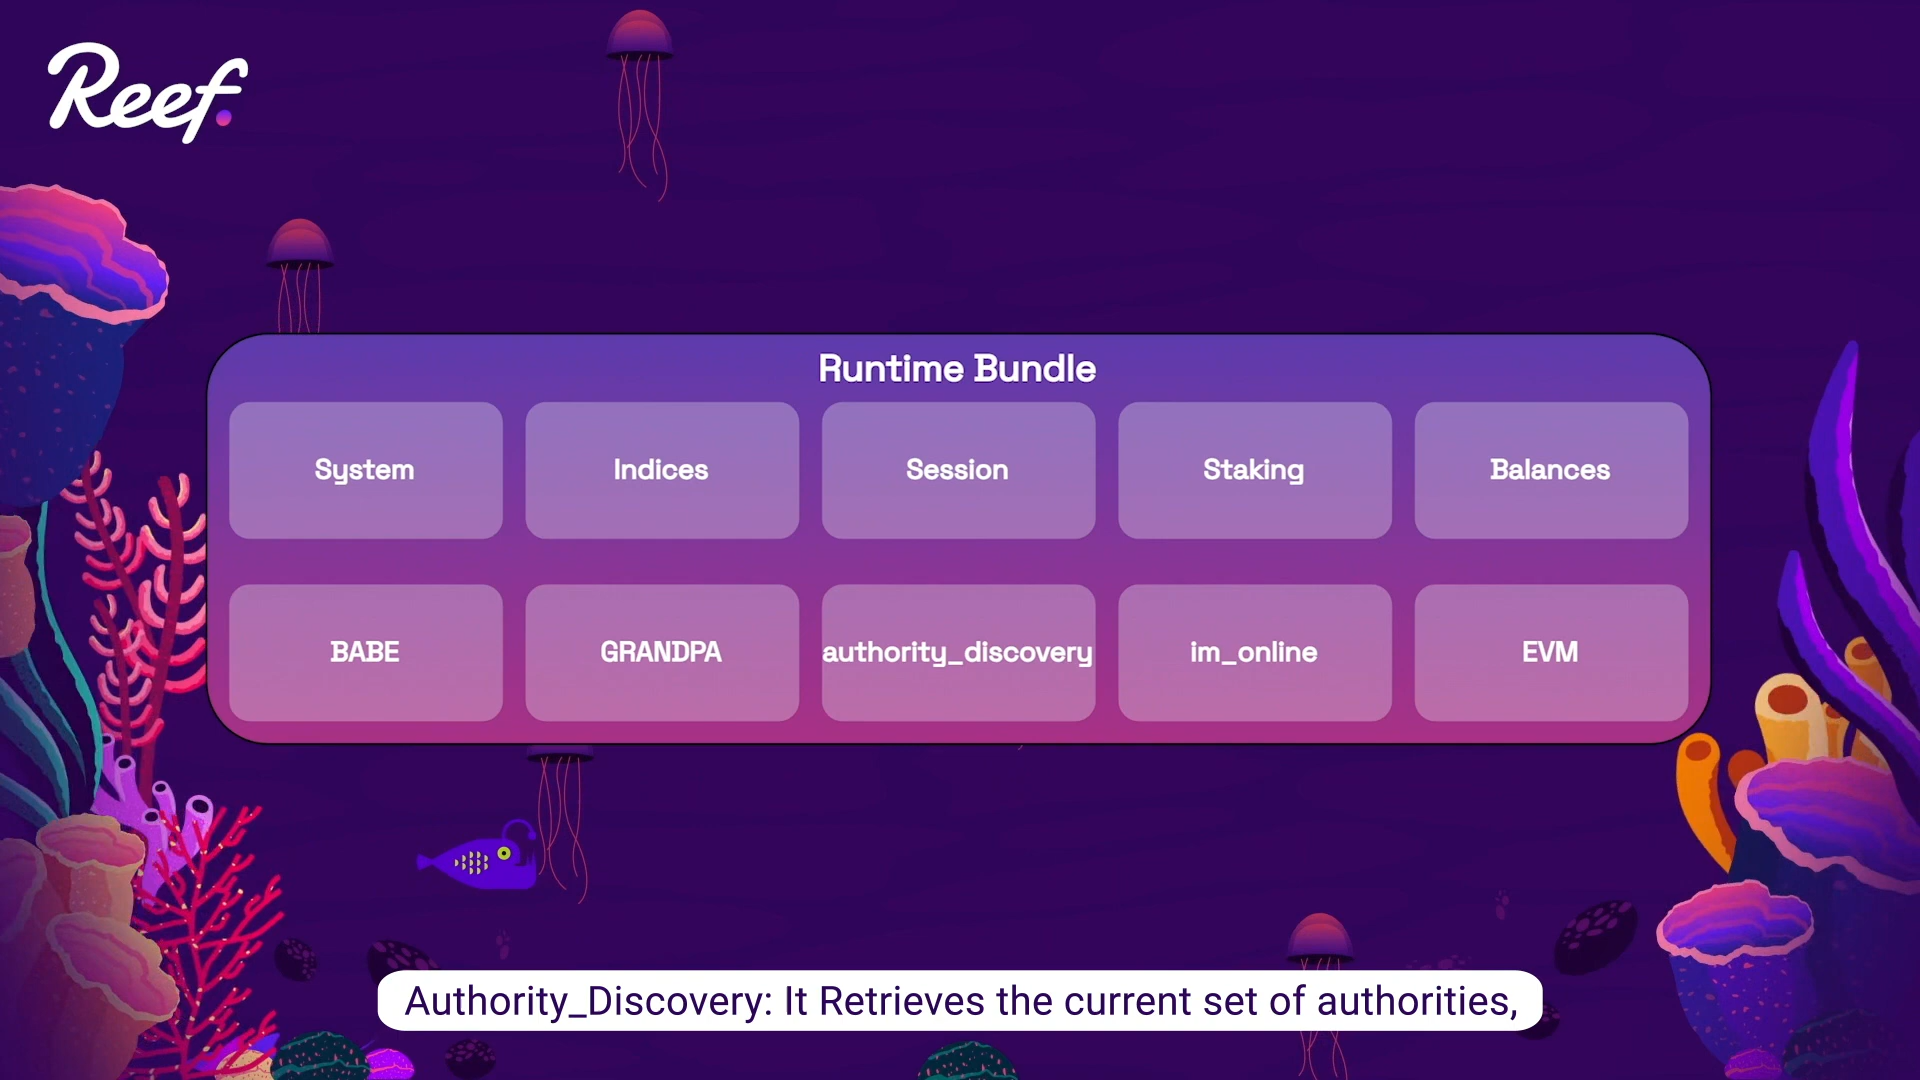 Reef.
Runtime Bundle
System
Indices
Session
Staking
Balances
BABE
GRANDPA
authority_discovery
im_online
EVM
Authority_Discovery: It Retrieves the current set of authorities,